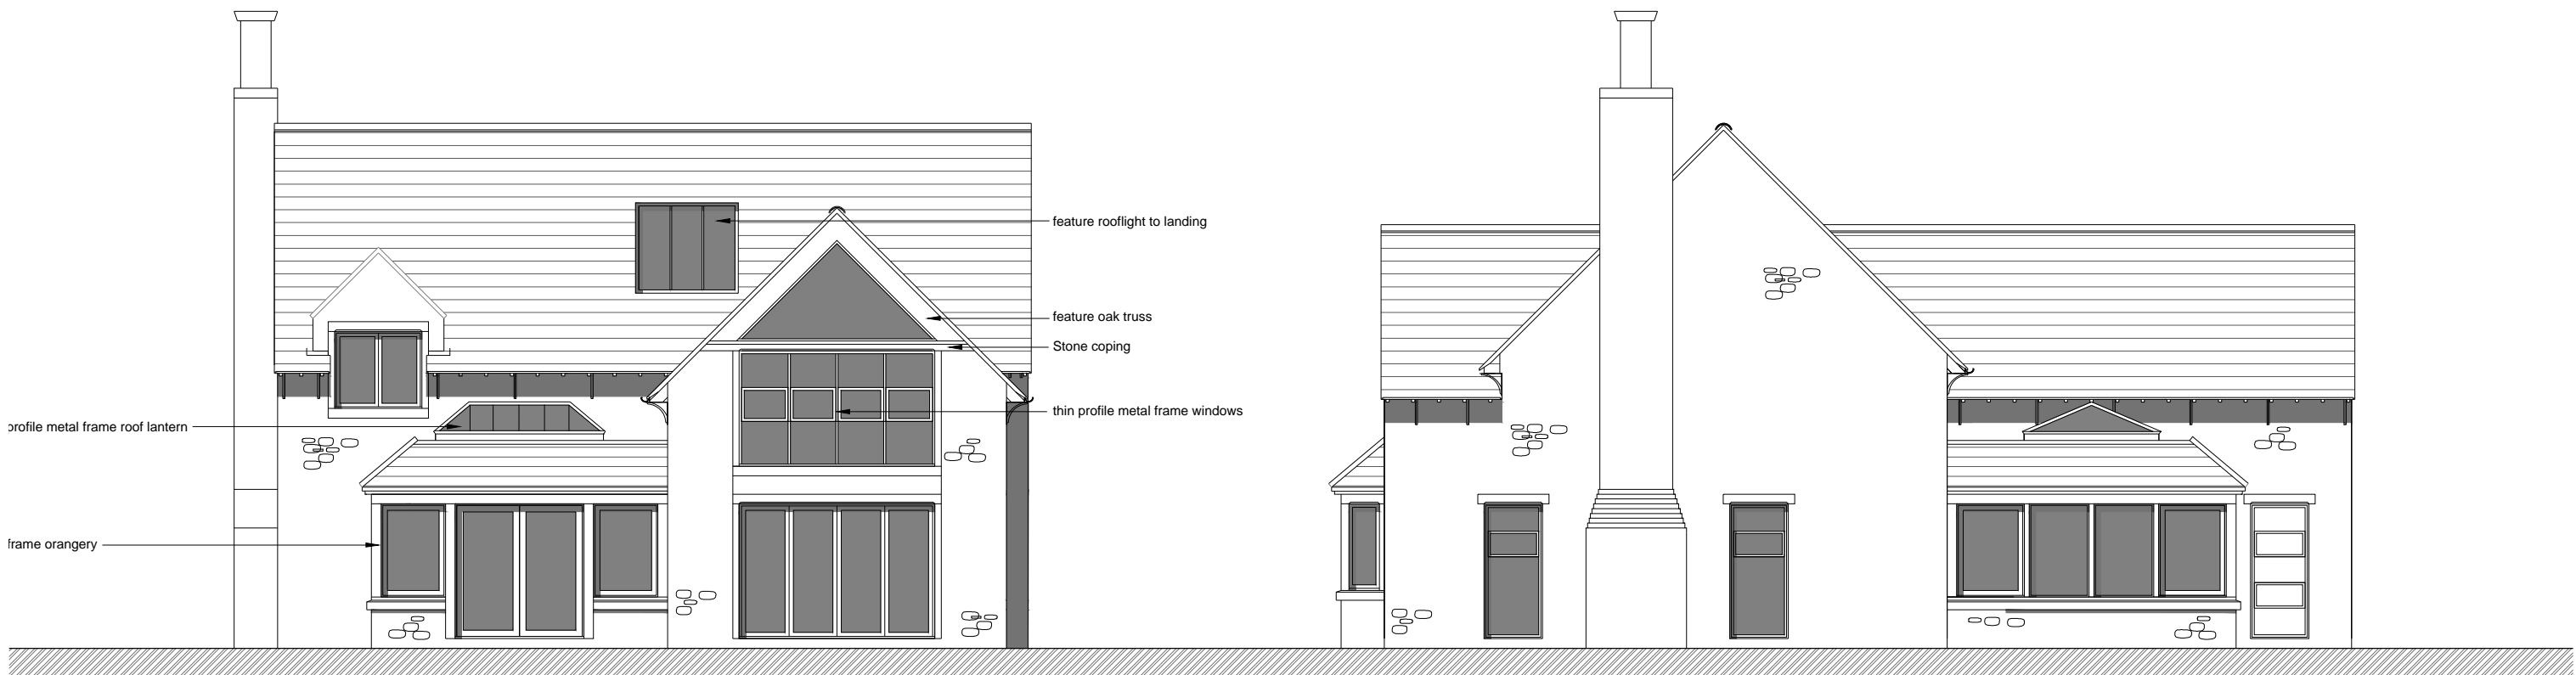 feature rooflight to landing
feature oak truss
Stone coping
thin profile metal frame windows
profile metal frame roof lantern
frame orangery